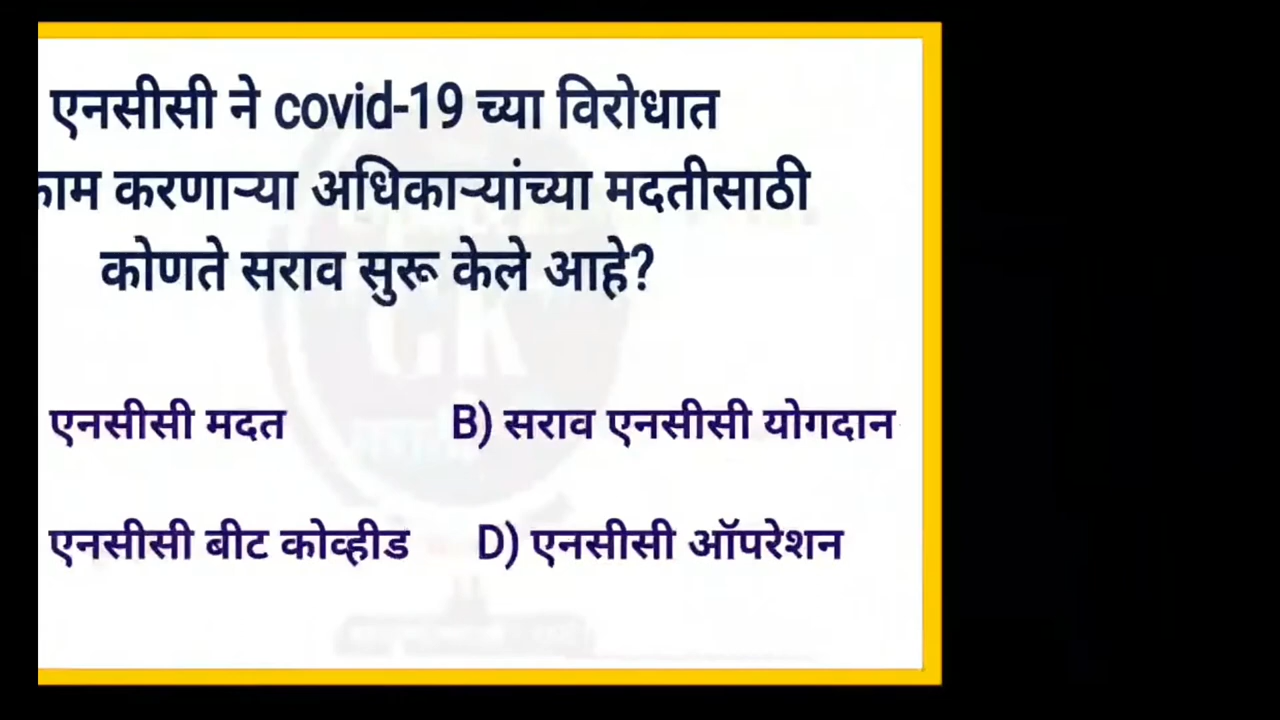 एनसीसी ने covid-19 च्या विरोधात
काम करणाऱ्या अधिकाऱ्यांच्या मदतीसाठी
कोणते सराव सुरू केले आहे?
एनसीसी मदत B) सराव एनसीसी योगदान
एनसीसी बीट कोव्हीड D) एनसीसी ऑपरेशन